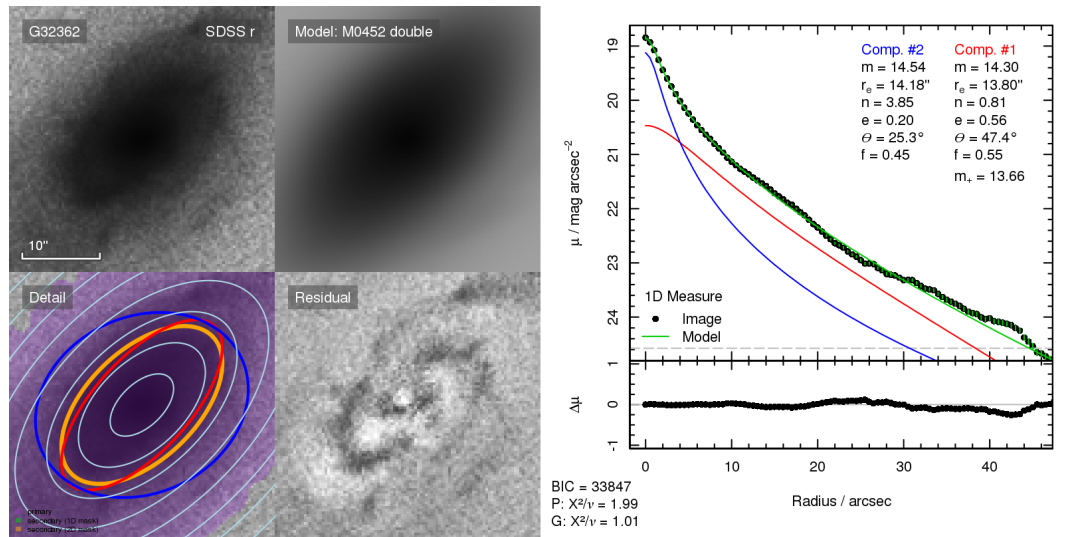 G32362
SDSS r
10"
Model: M0452 double
Detail
primary
secondary (1D mask)
secondary (2D mask)
Residual
19
20
21
22
23
24
μ / mag arcsec⁻²
Comp. #2
m = 14.54
rₑ = 14.18"
n = 3.85
e = 0.20
Θ = 25.3°
f = 0.45
Comp. #1
m = 14.30
rₑ = 13.80"
n = 0.81
e = 0.56
Θ = 47.4°
f = 0.55
m₊ = 13.66
1D Measure
Image
Model
1
0
-1
Δμ
0
10
20
30
40
Radius / arcsec
BIC = 33847
P: X²/ν = 1.99
G: X²/ν = 1.01